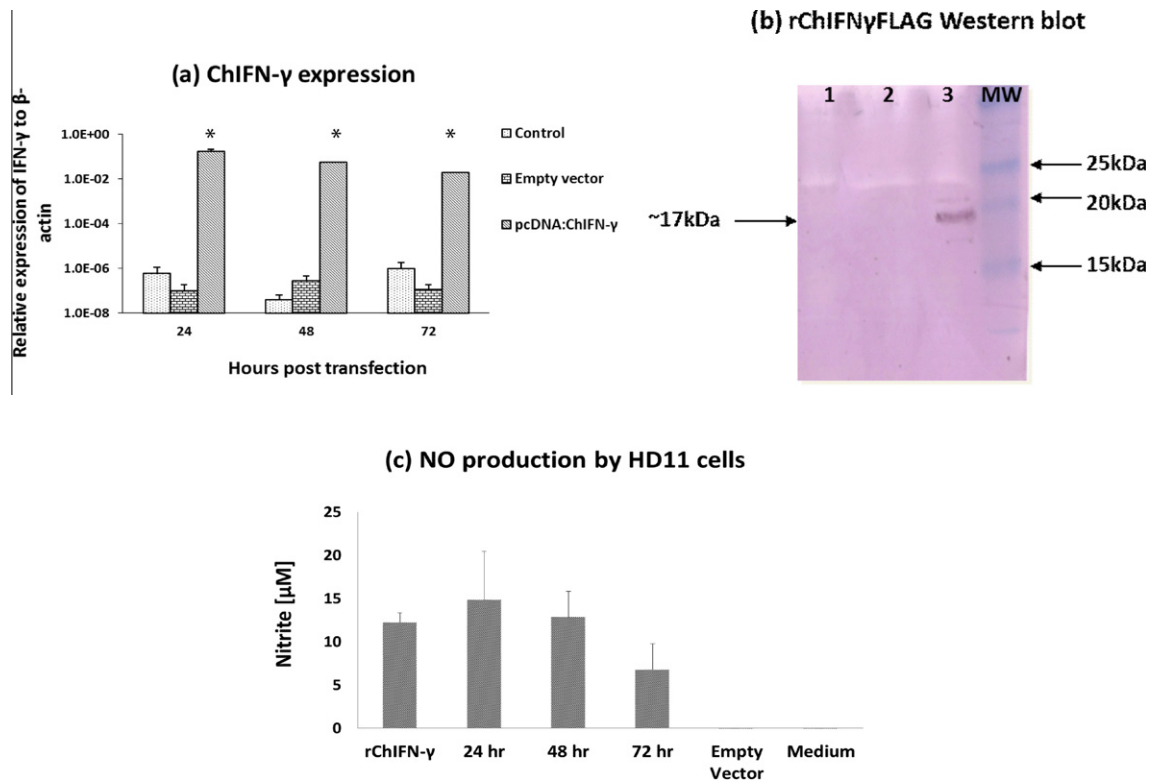 (b) rChIFNγFLAG Western blot
(a) ChIFN-γ expression
Relative expression of IFN-γ to β-
actin
1.0E+00
1.0E-02
1.0E-04
1.0E-06
1.0E-08
* * *
24 48 72
Hours post transfection
Control
Empty vector
pcDNA:ChIFN-γ
1 2 3 MW
25kDa
20kDa
~17kDa
15kDa
(c) NO production by HD11 cells
Nitrite [µM]
25
20
15
10
5
0
rChIFN-γ 24 hr 48 hr 72 hr Empty Medium
Vector